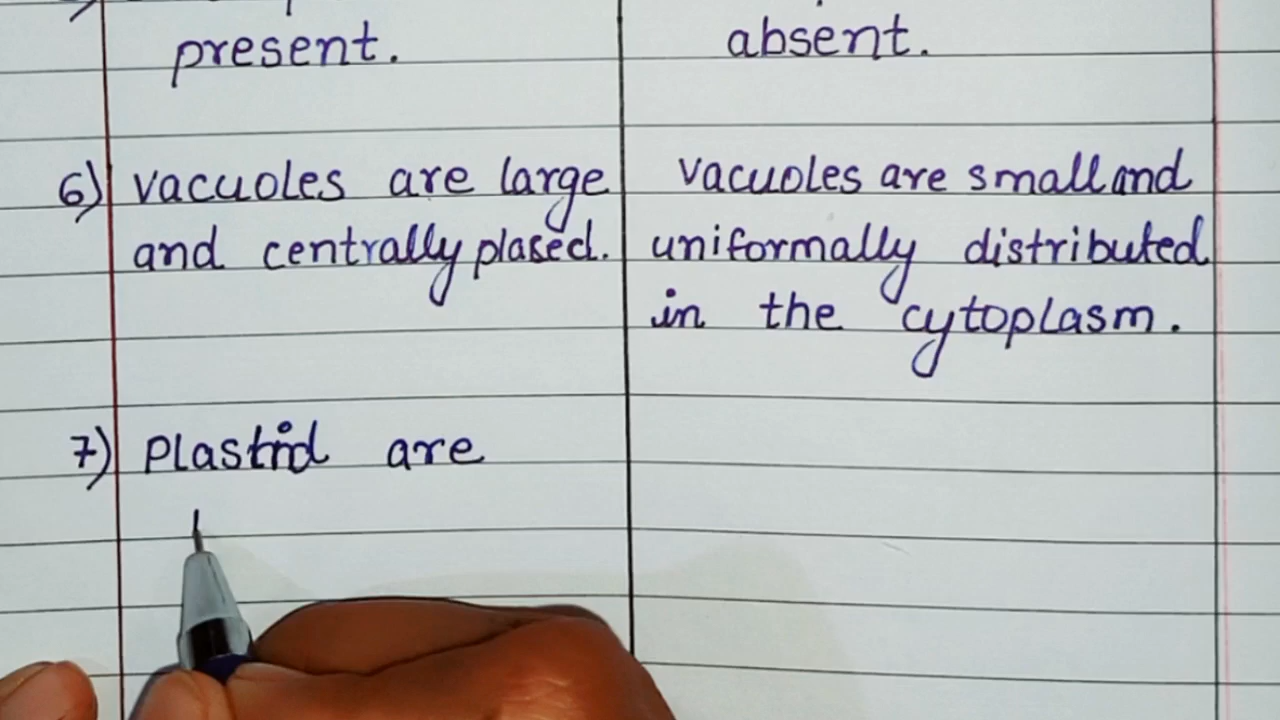 present.
absent.
6) vacuoles are large
and centrally plased.
vacuoles are small and
uniformally distributed
in the cytoplasm.
7) Plastid are